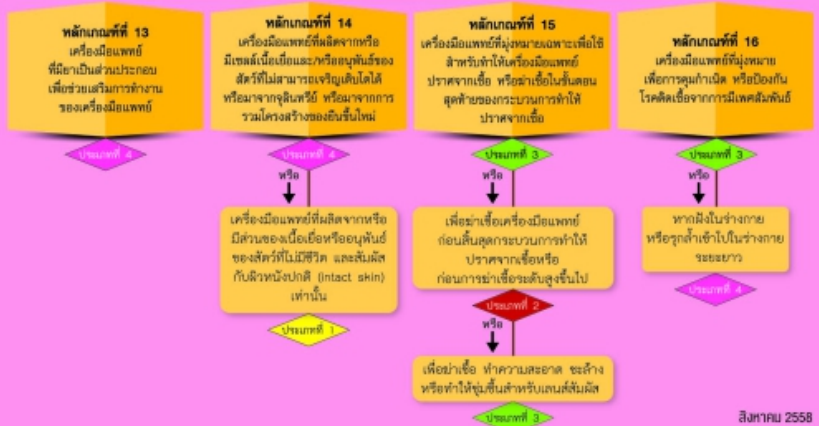 หลักเกณฑ์ที่ 13
เครื่องมือแพทย์
ที่มียาเป็นส่วนประกอบ
เพื่อช่วยเสริมการทำงาน
ของเครื่องมือแพทย์
ประเภทที่ 4
หลักเกณฑ์ที่ 14
เครื่องมือแพทย์ที่ผลิตจากหรือ
มีเซลล์เนื้อเยื่อและ/หรืออนุพันธ์ของ
สัตว์ที่ไม่สามารถเจริญเติบโตได้
หรือมาจากจุลินทรีย์ หรือมาจากการ
รวมโครงสร้างของยีนขึ้นใหม่
ประเภทที่ 4
หรือ
เครื่องมือแพทย์ที่ผลิตจากหรือ
มีส่วนของเนื้อเยื่อหรืออนุพันธ์
ของสัตว์ที่ไม่มีชีวิต และสัมผัส
กับผิวหนังปกติ (intact skin)
เท่านั้น
ประเภทที่ 1
หลักเกณฑ์ที่ 15
เครื่องมือแพทย์ที่มุ่งหมายเฉพาะเพื่อใช้
สำหรับทำให้เครื่องมือแพทย์
ปราศจากเชื้อ หรือฆ่าเชื้อในขั้นตอน
สุดท้ายของกระบวนการทำให้
ปราศจากเชื้อ
ประเภทที่ 3
หรือ
เพื่อฆ่าเชื้อเครื่องมือแพทย์
ก่อนสิ้นสุดกระบวนการทำให้
ปราศจากเชื้อหรือ
ก่อนการฆ่าเชื้อระดับสูงขึ้นไป
ประเภทที่ 2
หรือ
เพื่อฆ่าเชื้อ ทำความสะอาด ชะล้าง
หรือทำให้ชุ่มชื้นสำหรับเลนส์สัมผัส
ประเภทที่ 3
หลักเกณฑ์ที่ 16
เครื่องมือแพทย์ที่มุ่งหมาย
เพื่อการคุมกำเนิด หรือป้องกัน
โรคติดเชื้อจากการมีเพศสัมพันธ์
ประเภทที่ 3
หรือ
หากฝังในร่างกาย
หรือรุกล้ำเข้าไปในร่างกาย
ระยะยาว
ประเภทที่ 4
สิงหาคม 2558